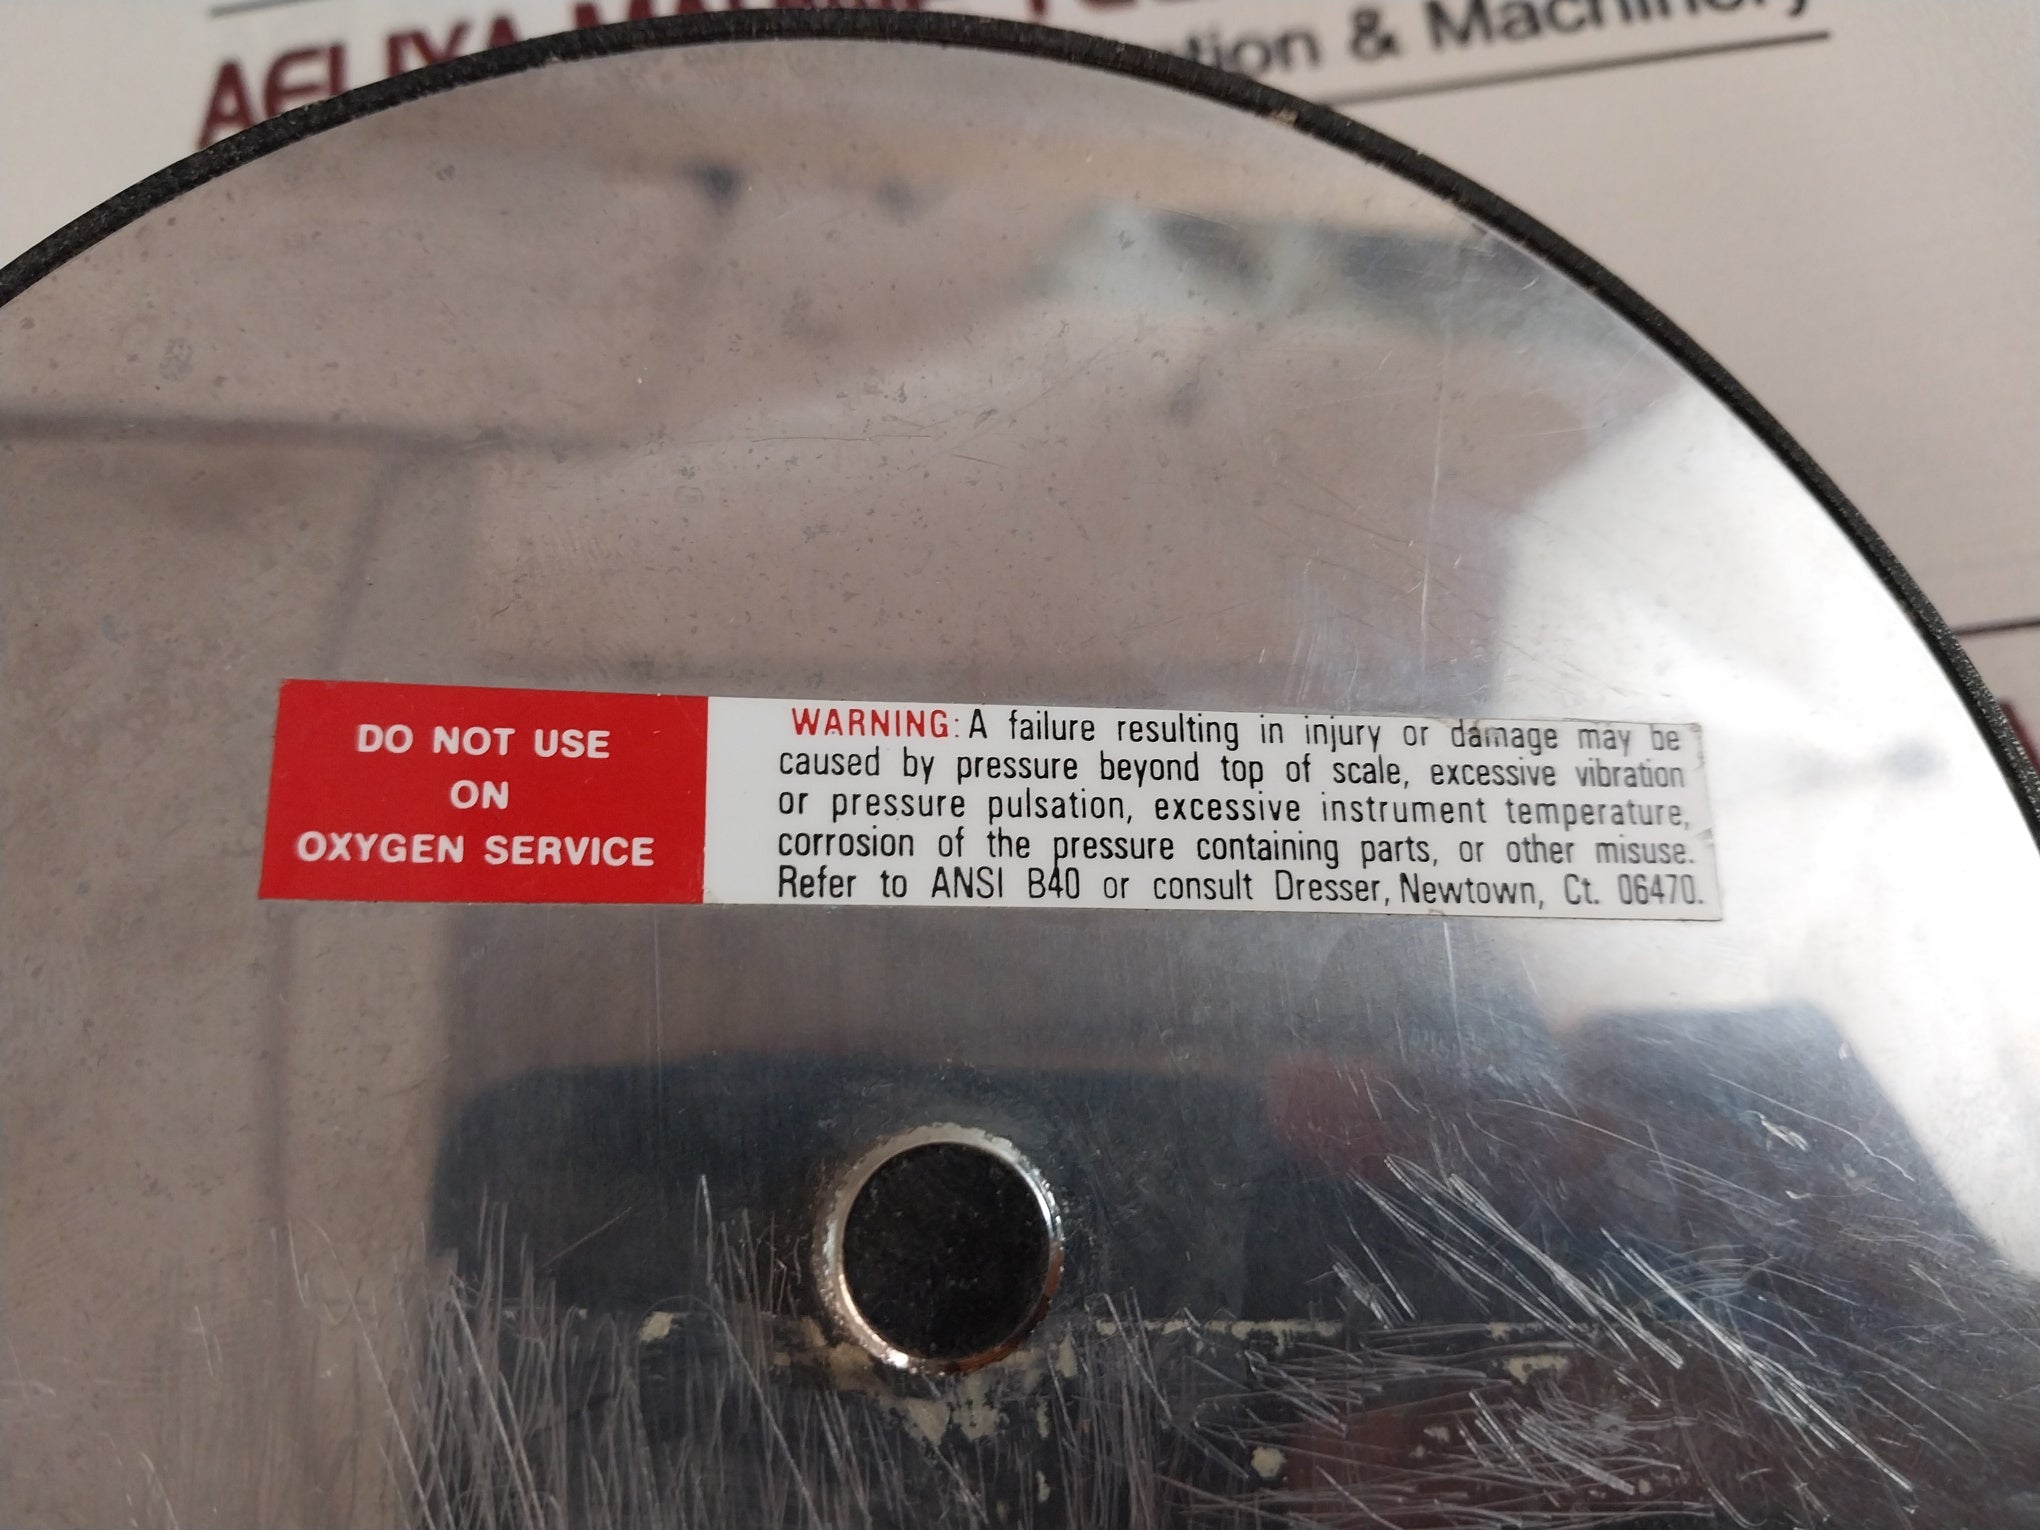 AELIYA MARINE
tion & Machinery
DO NOT USE
ON
OXYGEN SERVICE
WARNING: A failure resulting in injury or damage may be
caused by pressure beyond top of scale, excessive vibration
or pressure pulsation, excessive instrument temperature,
corrosion of the pressure containing parts, or other misuse.
Refer to ANSI B40 or consult Dresser, Newtown, Ct. 06470.